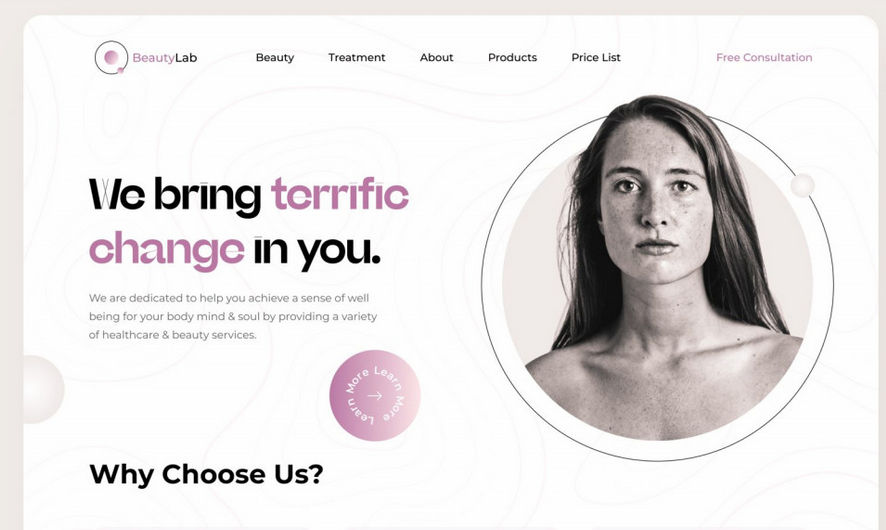 BeautyLab
Beauty Treatment About Products Price List
Free Consultation
We bring terrific
change in you.
We are dedicated to help you achieve a sense of well
being for your body mind & soul by providing a variety
of healthcare & beauty services.
Learn More Learn More
Why Choose Us?